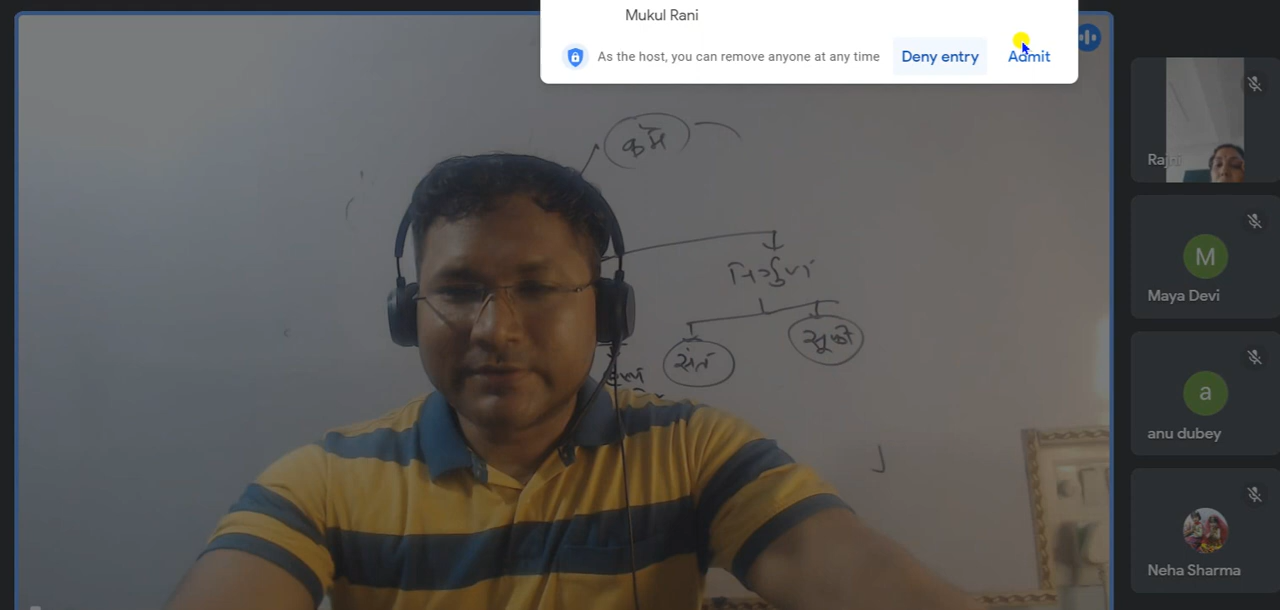 Mukul Rani
As the host, you can remove anyone at any time
Deny entry
Admit
Rajni
Maya Devi
anu dubey
Neha Sharma
M
a
कर्म
निर्गुण
संत
सूफी